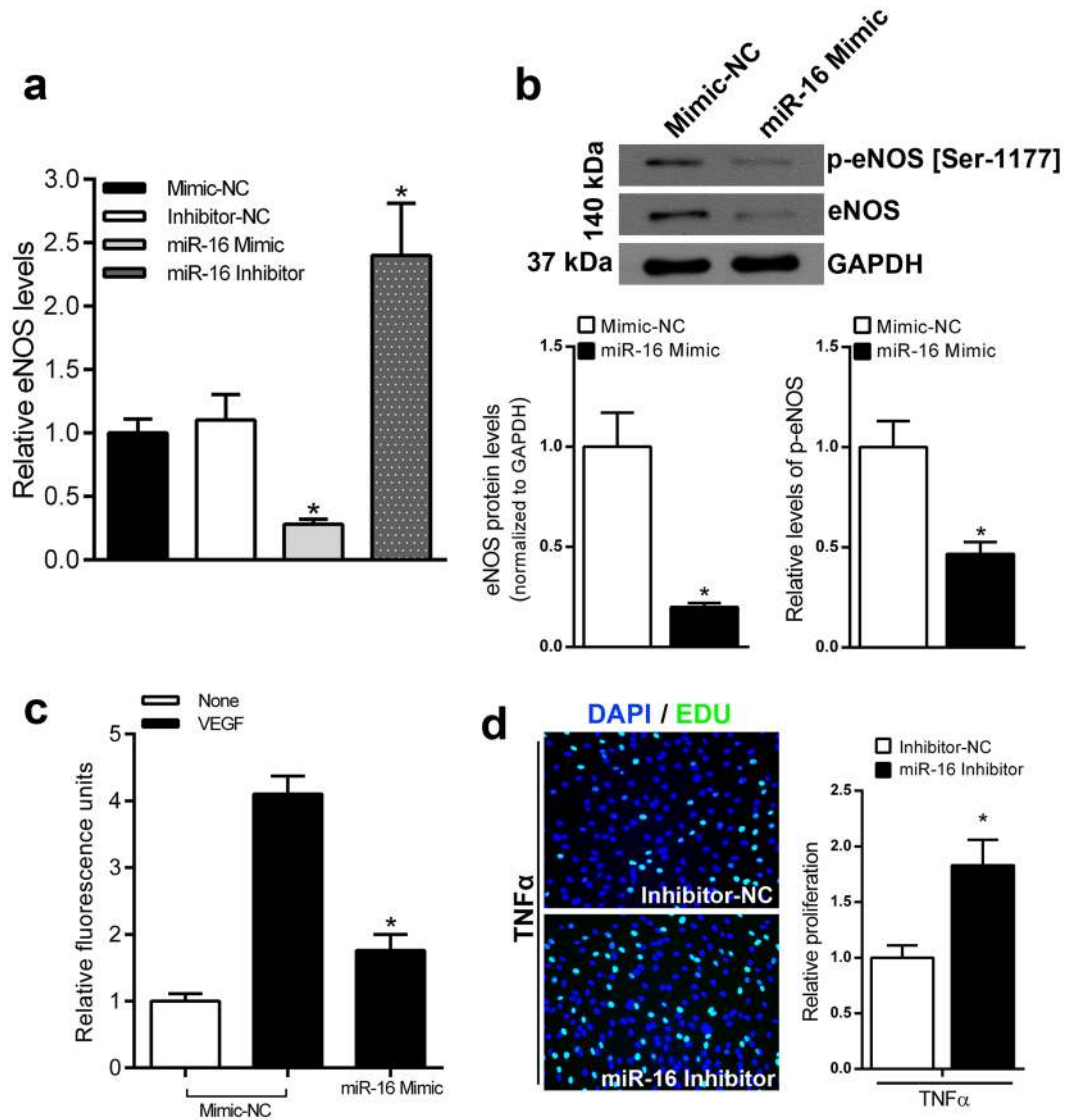 a
Relative eNOS levels
3.0
2.5
2.0
1.5
1.0
0.5
0.0
Mimic-NC
Inhibitor-NC
miR-16 Mimic
miR-16 Inhibitor
*
*
b
Mimic-NC
miR-16 Mimic
140 kDa
37 kDa
p-eNOS [Ser-1177]
eNOS
GAPDH
Mimic-NC
miR-16 Mimic
eNOS protein levels
(normalized to GAPDH)
1.5
1.0
0.5
0.0
*
Mimic-NC
miR-16 Mimic
Relative levels of p-eNOS
1.5
1.0
0.5
0.0
*
c
None
VEGF
Relative fluorescence units
5
4
3
2
1
0
*
Mimic-NC
miR-16 Mimic
d
DAPI / EDU
TNFα
Inhibitor-NC
miR-16 Inhibitor
Inhibitor-NC
miR-16 Inhibitor
Relative proliferation
2.5
2.0
1.5
1.0
0.5
0.0
*
TNFα